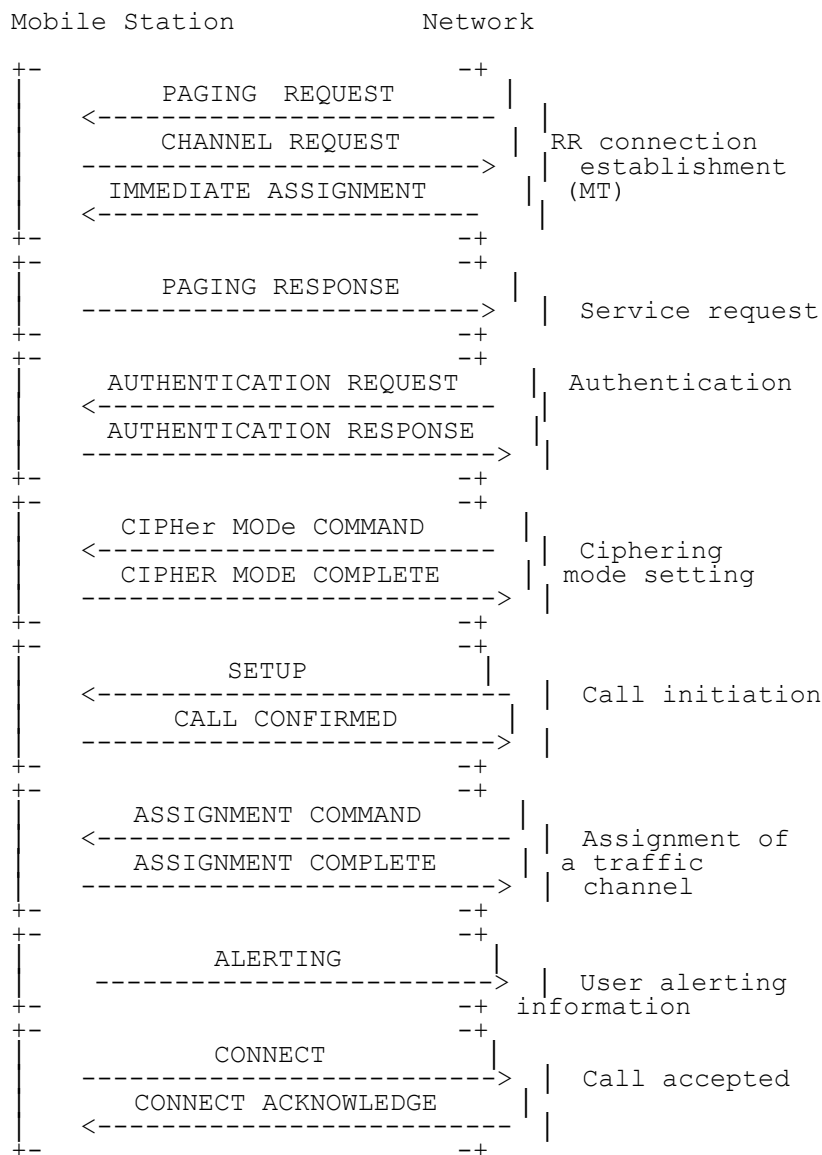 Mobile Station Network
PAGING REQUEST
CHANNEL REQUEST RR connection
establishment
IMMEDIATE ASSIGNMENT (MT)
PAGING RESPONSE
Service request
AUTHENTICATION REQUEST Authentication
AUTHENTICATION RESPONSE
CIPHer MODe COMMAND
Ciphering
CIPHER MODE COMPLETE mode setting
SETUP
Call initiation
CALL CONFIRMED
ASSIGNMENT COMMAND
Assignment of
ASSIGNMENT COMPLETE a traffic
channel
ALERTING
User alerting
information
CONNECT
Call accepted
CONNECT ACKNOWLEDGE